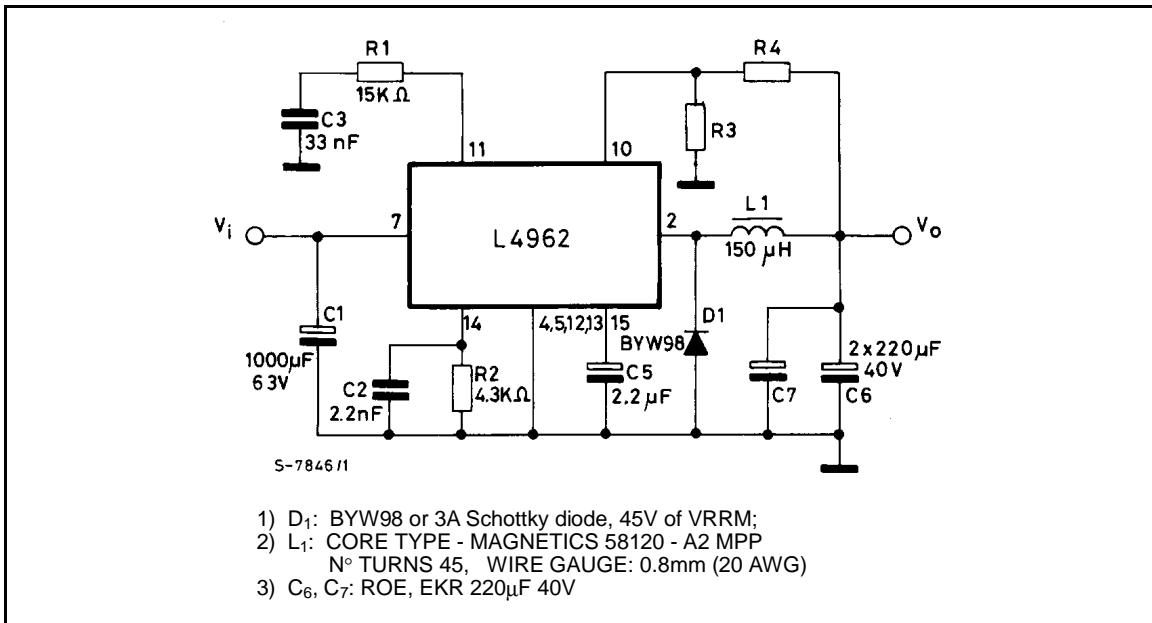 R1
15KΩ
C3
33 nF
11
10
R4
R3
Vi
7
L4962
2
L1
150 µH
Vo
C1
1000µF
63V
14
4,5,12,13
15
C2
2.2nF
R2
4.3KΩ
C5
2.2µF
D1
BYW98
C7
2x220µF
40V
C6
S-7846/1
1) D1: BYW98 or 3A Schottky diode, 45V of VRRM;
2) L1: CORE TYPE - MAGNETICS 58120 - A2 MPP
N° TURNS 45, WIRE GAUGE: 0.8mm (20 AWG)
3) C6, C7: ROE, EKR 220µF 40V